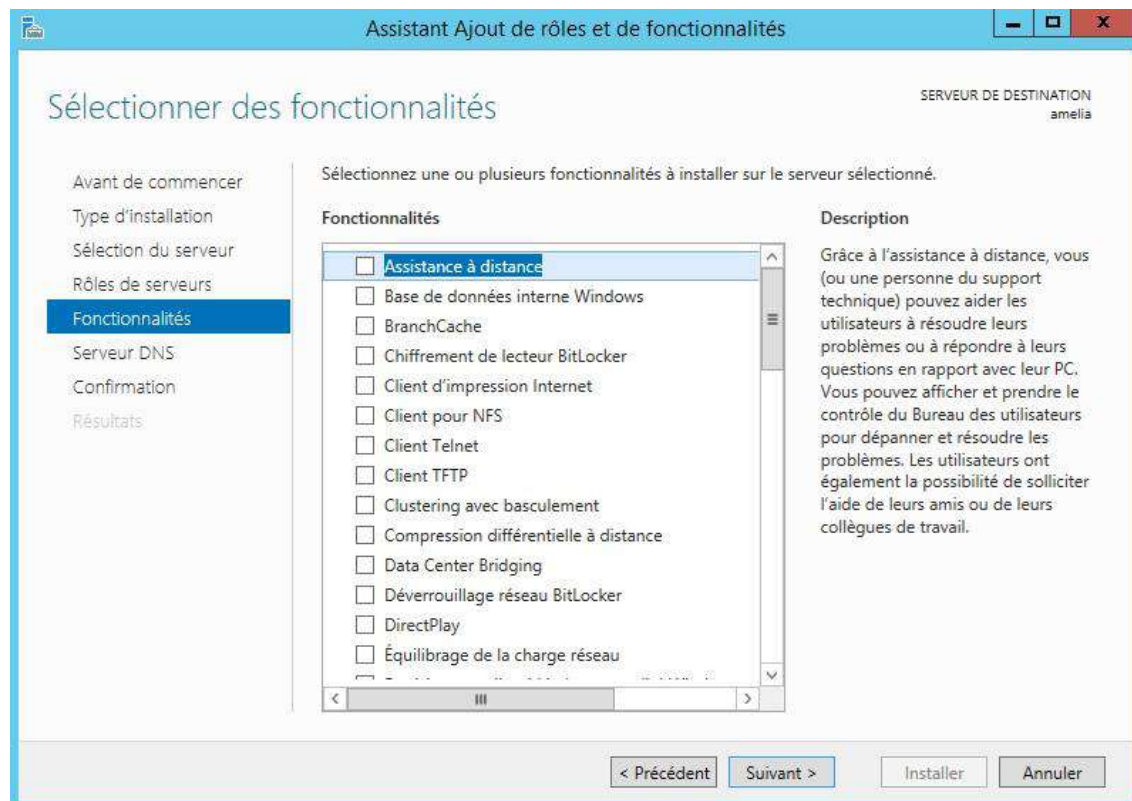 Assistant Ajout de rôles et de fonctionnalités
Sélectionner des fonctionnalités
SERVEUR DE DESTINATION
amelia
Avant de commencer
Type d'installation
Sélection du serveur
Rôles de serveurs
Fonctionnalités
Serveur DNS
Confirmation
Résultats
Sélectionnez une ou plusieurs fonctionnalités à installer sur le serveur sélectionné.
Fonctionnalités
Assistance à distance
Base de données interne Windows
BranchCache
Chiffrement de lecteur BitLocker
Client d'impression Internet
Client pour NFS
Client Telnet
Client TFTP
Clustering avec basculement
Compression différentielle à distance
Data Center Bridging
Déverrouillage réseau BitLocker
DirectPlay
Équilibrage de la charge réseau
Description
Grâce à l'assistance à distance, vous
(ou une personne du support
technique) pouvez aider les
utilisateurs à résoudre leurs
problèmes ou à répondre à leurs
questions en rapport avec leur PC.
Vous pouvez afficher et prendre le
contrôle du Bureau des utilisateurs
pour dépanner et résoudre les
problèmes. Les utilisateurs ont
également la possibilité de solliciter
l'aide de leurs amis ou de leurs
collègues de travail.
< Précédent
Suivant >
Installer
Annuler